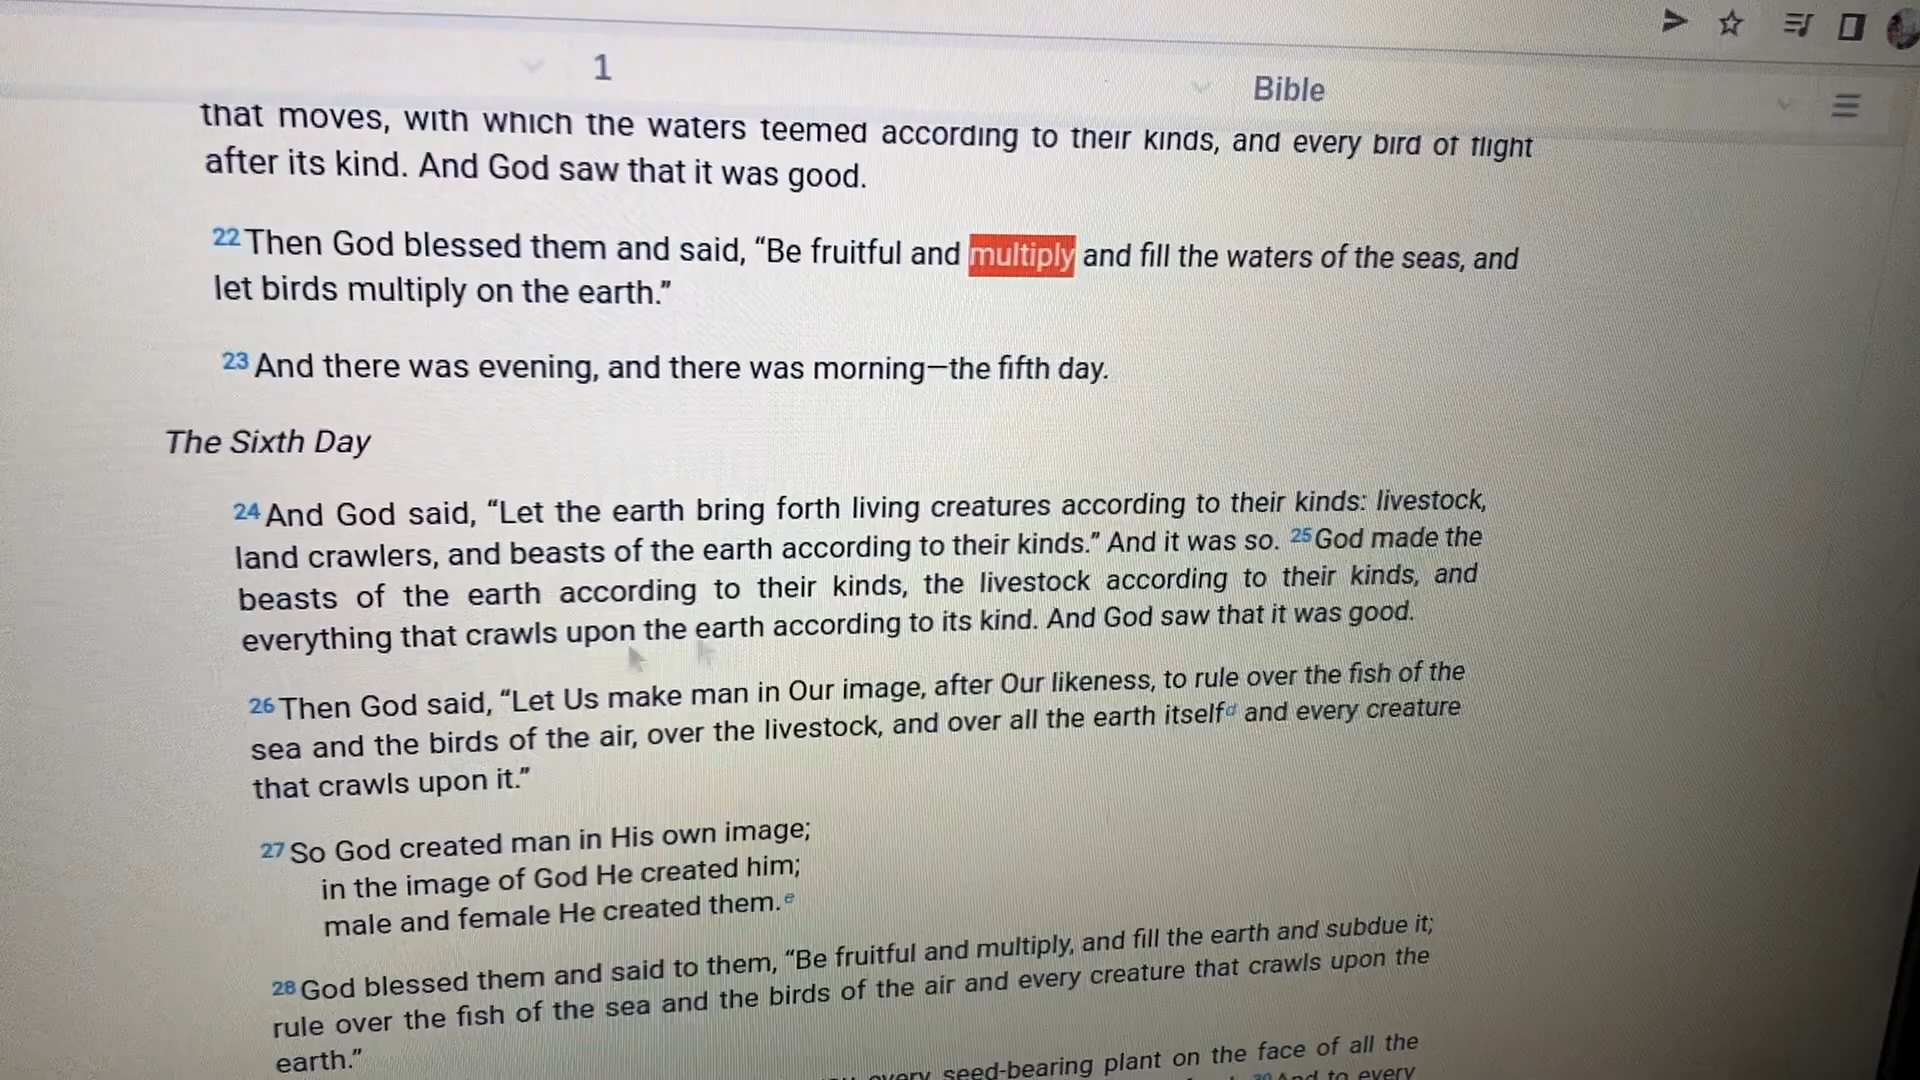 1
Bible
that moves, with which the waters teemed according to their kinds, and every bird of flight
after its kind. And God saw that it was good.
22 Then God blessed them and said, “Be fruitful and multiply and fill the waters of the seas, and
let birds multiply on the earth.”
23 And there was evening, and there was morning—the fifth day.
The Sixth Day
24 And God said, “Let the earth bring forth living creatures according to their kinds: livestock,
land crawlers, and beasts of the earth according to their kinds.” And it was so. 25 God made the
beasts of the earth according to their kinds, the livestock according to their kinds, and
everything that crawls upon the earth according to its kind. And God saw that it was good.
26 Then God said, “Let Us make man in Our image, after Our likeness, to rule over the fish of the
sea and the birds of the air, over the livestock, and over all the earth itself d and every creature
that crawls upon it.”
27 So God created man in His own image;
in the image of God He created him;
male and female He created them. e
28 God blessed them and said to them, “Be fruitful and multiply, and fill the earth and subdue it;
rule over the fish of the sea and the birds of the air and every creature that crawls upon the
earth.”
every seed-bearing plant on the face of all the
30 And to every